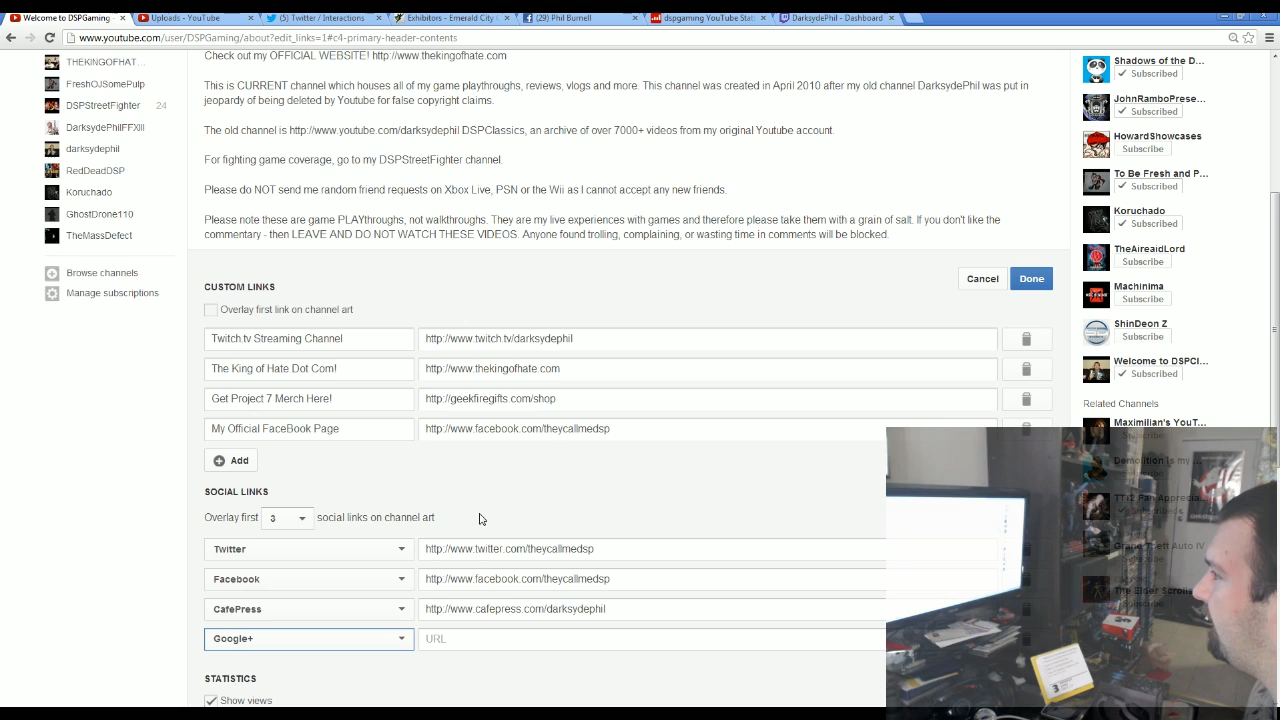 Welcome to DSPGaming -
Uploads - YouTube
(5) Twitter / Interactions
Exhibitors - Emerald City
(29) Phil Burnell
dspgaming YouTube Stat
DarksydePhil - Dashboard
www.youtube.com/user/DSPGaming/about?edit_links=1#c4-primary-header-contents
THEKINGOFHAT...
FreshOJSomePulp
DSPStreetFighter 24
DarksydePhilFFXIII
darksydephil
RedDeadDSP
Koruchado
GhostDrone110
TheMassDefect
Browse channels
Manage subscriptions
Check out my OFFICIAL WEBSITE! http://www.thekingofhate.com
This is CURRENT channel which houses all of my game playthroughs, reviews, vlogs and more. This channel was created in April 2010 after my old channel DarksydePhil was put in
jeopardy of being deleted by Youtube for false copyright claims.
The old channel is http://www.youtube.com/darksydephil DSPClassics, an archive of over 7000+ videos from my original Youtube account
For fighting game coverage, go to my DSPStreetFighter channel.
Please do NOT send me random friend requests on Xbox Live, PSN or the Wii as I cannot accept any new friends.
Please note these are game PLAYthroughs, not walkthroughs. They are my live experiences with games and therefore please take them with a grain of salt. If you don't like the
commentary - then LEAVE AND DO NOT WATCH THESE VIDEOS. Anyone found trolling, complaining, or wasting time in comments will be blocked.
CUSTOM LINKS
Cancel
Done
Overlay first link on channel art
Twitch.tv Streaming Channel http://www.twitch.tv/darksydephil
The King of Hate Dot Com! http://www.thekingofhate.com
Get Project 7 Merch Here! http://geekfiregifts.com/shop
My Official FaceBook Page http://www.facebook.com/theycallmedsp
Add
SOCIAL LINKS
Overlay first 3 social links on channel art
Twitter http://www.twitter.com/theycallmedsp
Facebook http://www.facebook.com/theycallmedsp
CafePress http://www.cafepress.com/darksydephil
Google+ URL
STATISTICS
Show views
Shadows of the D...
Subscribed
JohnRamboPrese...
Subscribed
HowardShowcases
Subscribe
To Be Fresh and P...
Subscribed
Koruchado
Subscribed
TheAireaidLord
Subscribe
Machinima
Subscribe
ShinDeon Z
Subscribe
Welcome to DSPCl...
Subscribed
Related Channels
Maximilian's YouT...
Subscribe
Demolition Is my
TTT2 Fan Apprecia...
Grand Theft Auto IV
The Elder Scrolls